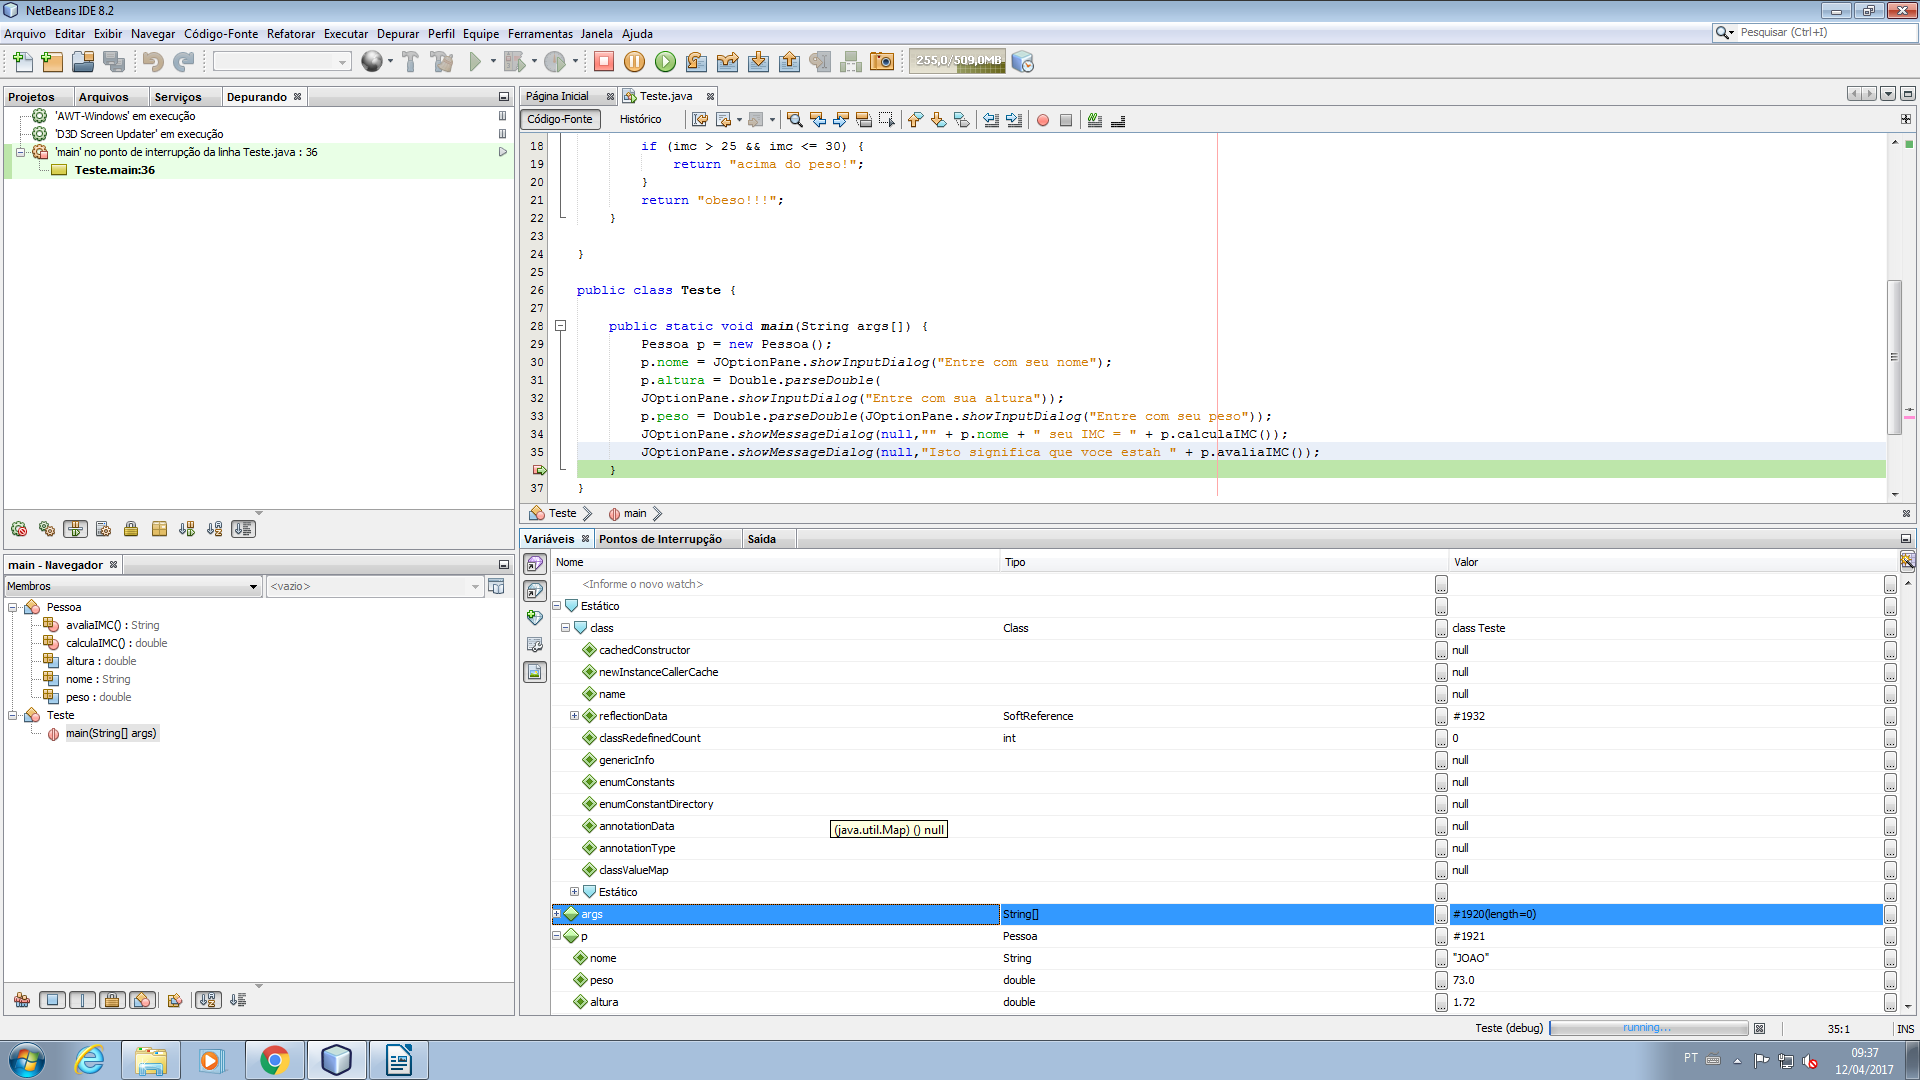 NetBeans IDE 8.2
Arquivo Editar Exibir Navegar Código-Fonte Refatorar Executar Depurar Perfil Equipe Ferramentas Janela Ajuda
Pesquisar (Ctrl+I)
255,0/509,0MB
Projetos Arquivos Serviços Depurando
'AWT-Windows' em execução
'D3D Screen Updater' em execução
'main' no ponto de interrupção da linha Teste.java : 36
Teste.main:36
Página Inicial Teste.java
Código-Fonte Histórico
18 if (imc > 25 && imc <= 30) {
19 return "acima do peso!";
20 }
21 return "obeso!!!";
22 }
23
24 }
25
26 public class Teste {
27
28 public static void main(String args[]) {
29 Pessoa p = new Pessoa();
30 p.nome = JOptionPane.showInputDialog("Entre com seu nome");
31 p.altura = Double.parseDouble(
32 JOptionPane.showInputDialog("Entre com sua altura"));
33 p.peso = Double.parseDouble(JOptionPane.showInputDialog("Entre com seu peso"));
34 JOptionPane.showMessageDialog(null,"" + p.nome + " seu IMC = " + p.calculaIMC());
35 JOptionPane.showMessageDialog(null,"Isto significa que voce estah " + p.avaliaIMC());
}
37 }
Teste main
main - Navegador
Membros <vazio>
Pessoa
avaliaIMC() : String
calculaIMC() : double
altura : double
nome : String
peso : double
Teste
main(String[] args)
Variáveis Pontos de Interrupção Saída
Nome Tipo Valor
<Informe o novo watch>
Estático
class Class class Teste
cachedConstructor null
newInstanceCallerCache null
name null
reflectionData SoftReference #1932
classRedefinedCount int 0
genericInfo null
enumConstants null
enumConstantDirectory null
annotationData null
(java.util.Map) () null
annotationType null
classValueMap null
Estático
args String[] #1920(length=0)
p Pessoa #1921
nome String "JOAO"
peso double 73.0
altura double 1.72
Teste (debug) running... 35:1 INS
PT
09:37
12/04/2017